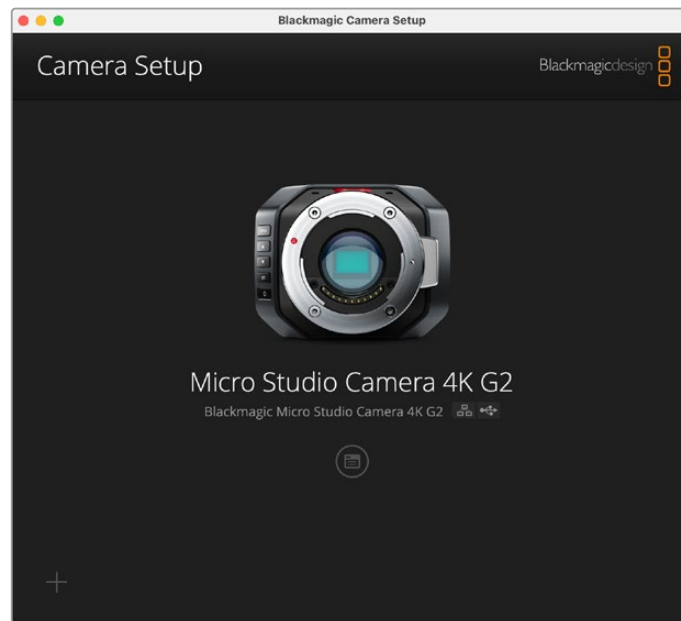 Blackmagic Camera Setup
Camera Setup
Blackmagicdesign
Micro Studio Camera 4K G2
Blackmagic Micro Studio Camera 4K G2